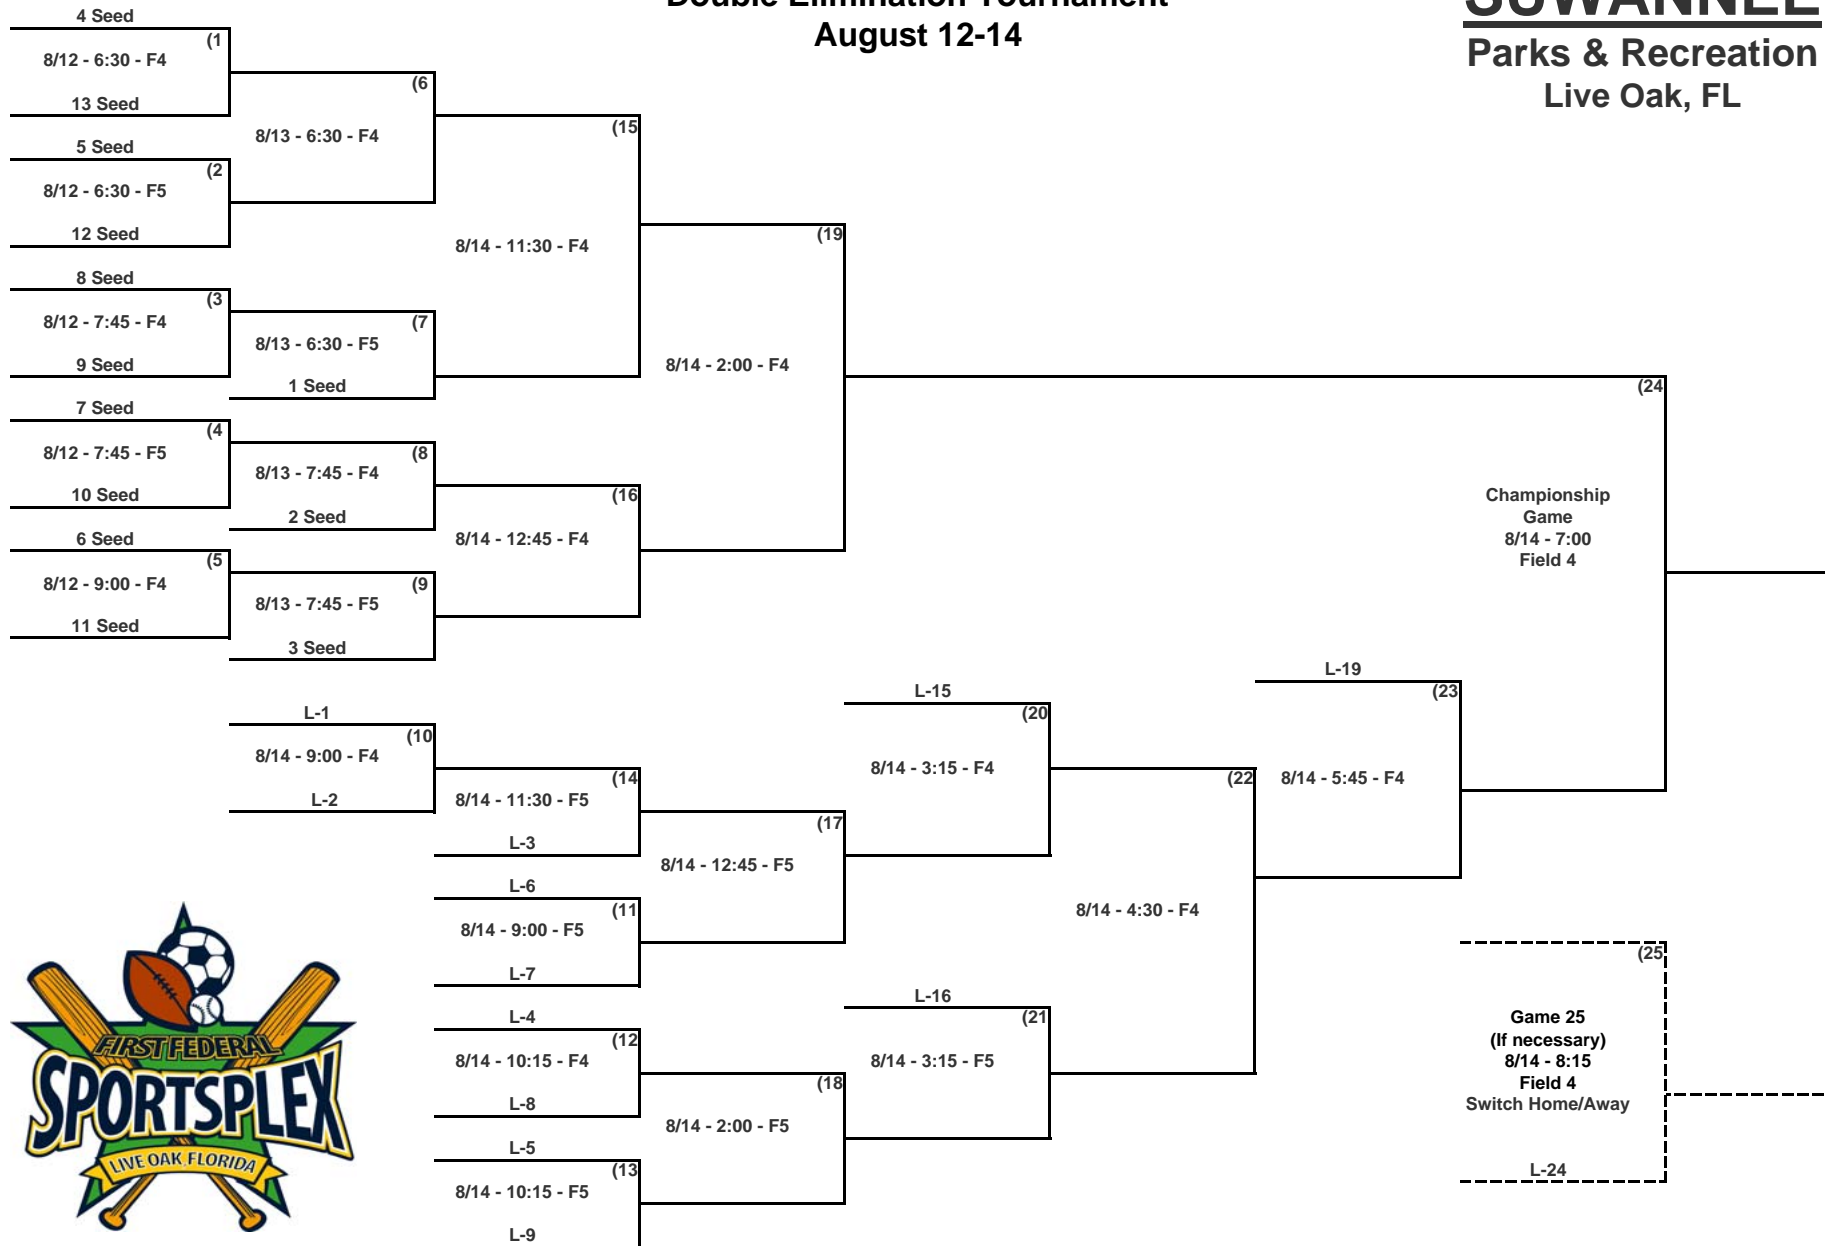 Double Elimination Tournament
August 12-14
SUWANNEE
Parks & Recreation
Live Oak, FL
4 Seed
(1
8/12 - 6:30 - F4
13 Seed
5 Seed
(2
8/12 - 6:30 - F5
12 Seed
8 Seed
(3
8/12 - 7:45 - F4
9 Seed
7 Seed
(4
8/12 - 7:45 - F5
10 Seed
6 Seed
(5
8/12 - 9:00 - F4
11 Seed
(6
8/13 - 6:30 - F4
(7
8/13 - 6:30 - F5
1 Seed
(8
8/13 - 7:45 - F4
2 Seed
(9
8/13 - 7:45 - F5
3 Seed
(15
8/14 - 11:30 - F4
(16
8/14 - 12:45 - F4
(19
8/14 - 2:00 - F4
(24
Championship
Game
8/14 - 7:00
Field 4
L-1
(10
8/14 - 9:00 - F4
L-2
(14
8/14 - 11:30 - F5
L-3
L-6
(11
8/14 - 9:00 - F5
L-7
L-4
(12
8/14 - 10:15 - F4
L-8
L-5
(13
8/14 - 10:15 - F5
L-9
(17
8/14 - 12:45 - F5
(18
8/14 - 2:00 - F5
L-15
(20
8/14 - 3:15 - F4
L-16
(21
8/14 - 3:15 - F5
(22
8/14 - 4:30 - F4
L-19
(23
8/14 - 5:45 - F4
(25
Game 25
(If necessary)
8/14 - 8:15
Field 4
Switch Home/Away
L-24
FIRST FEDERAL
SPORTSPLEX
LIVE OAK, FLORIDA